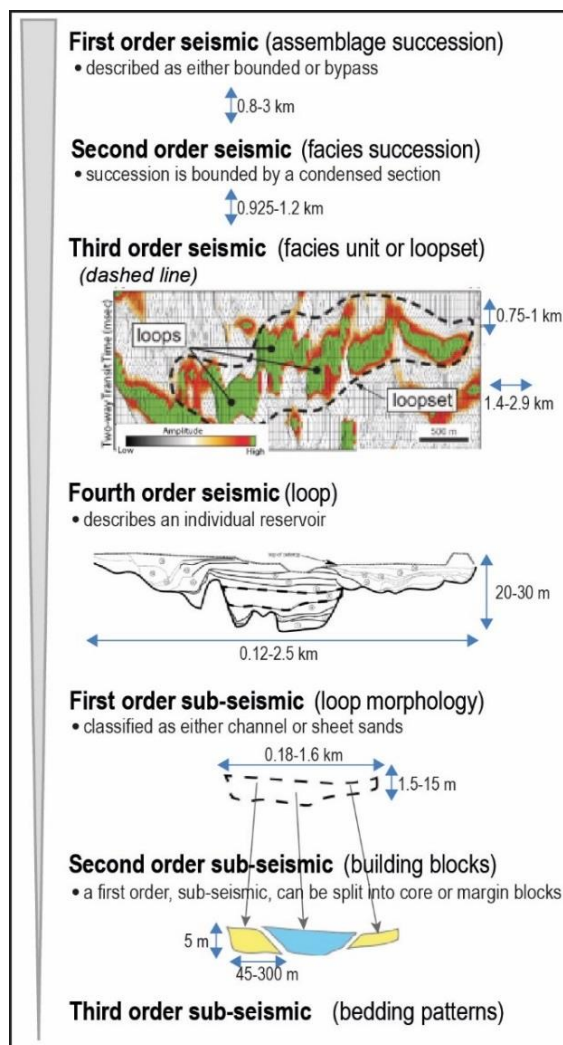 First order seismic (assemblage succession)
• described as either bounded or bypass
0.8-3 km
Second order seismic (facies succession)
• succession is bounded by a condensed section
0.925-1.2 km
Third order seismic (facies unit or loopset)
(dashed line)
Two-way Transit Time (msec)
loops
loopset
Amplitude
Low
High
500 m
0.75-1 km
1.4-2.9 km
Fourth order seismic (loop)
• describes an individual reservoir
20-30 m
0.12-2.5 km
First order sub-seismic (loop morphology)
• classified as either channel or sheet sands
0.18-1.6 km
1.5-15 m
Second order sub-seismic (building blocks)
• a first order, sub-seismic, can be split into core or margin blocks
5 m
45-300 m
Third order sub-seismic (bedding patterns)